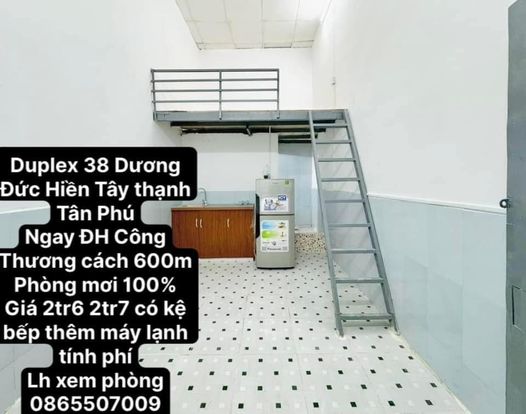 Duplex 38 Dương
Đức Hiền Tây thạnh
Tân Phú
Ngay ĐH Công
Thương cách 600m
Phòng mơi 100%
Giá 2tr6 2tr7 có kệ
bếp thêm máy lạnh
tính phí
Lh xem phòng
0865507009